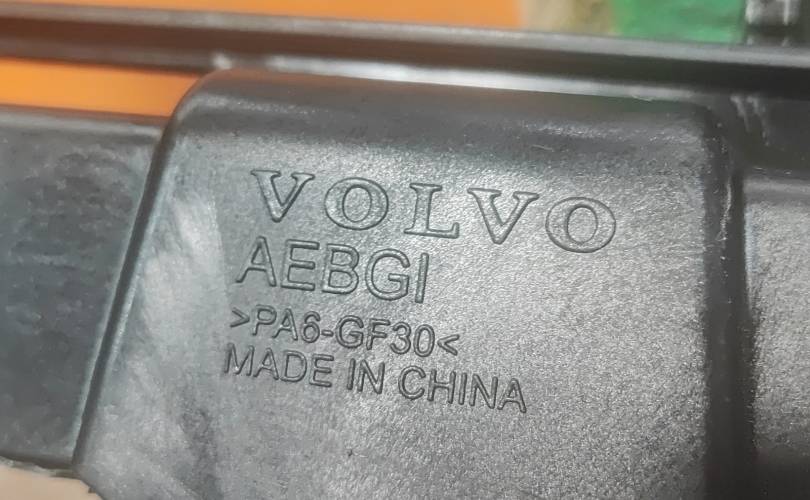 VOLVO
AEBGI
>PA6-GF30<
MADE IN CHINA